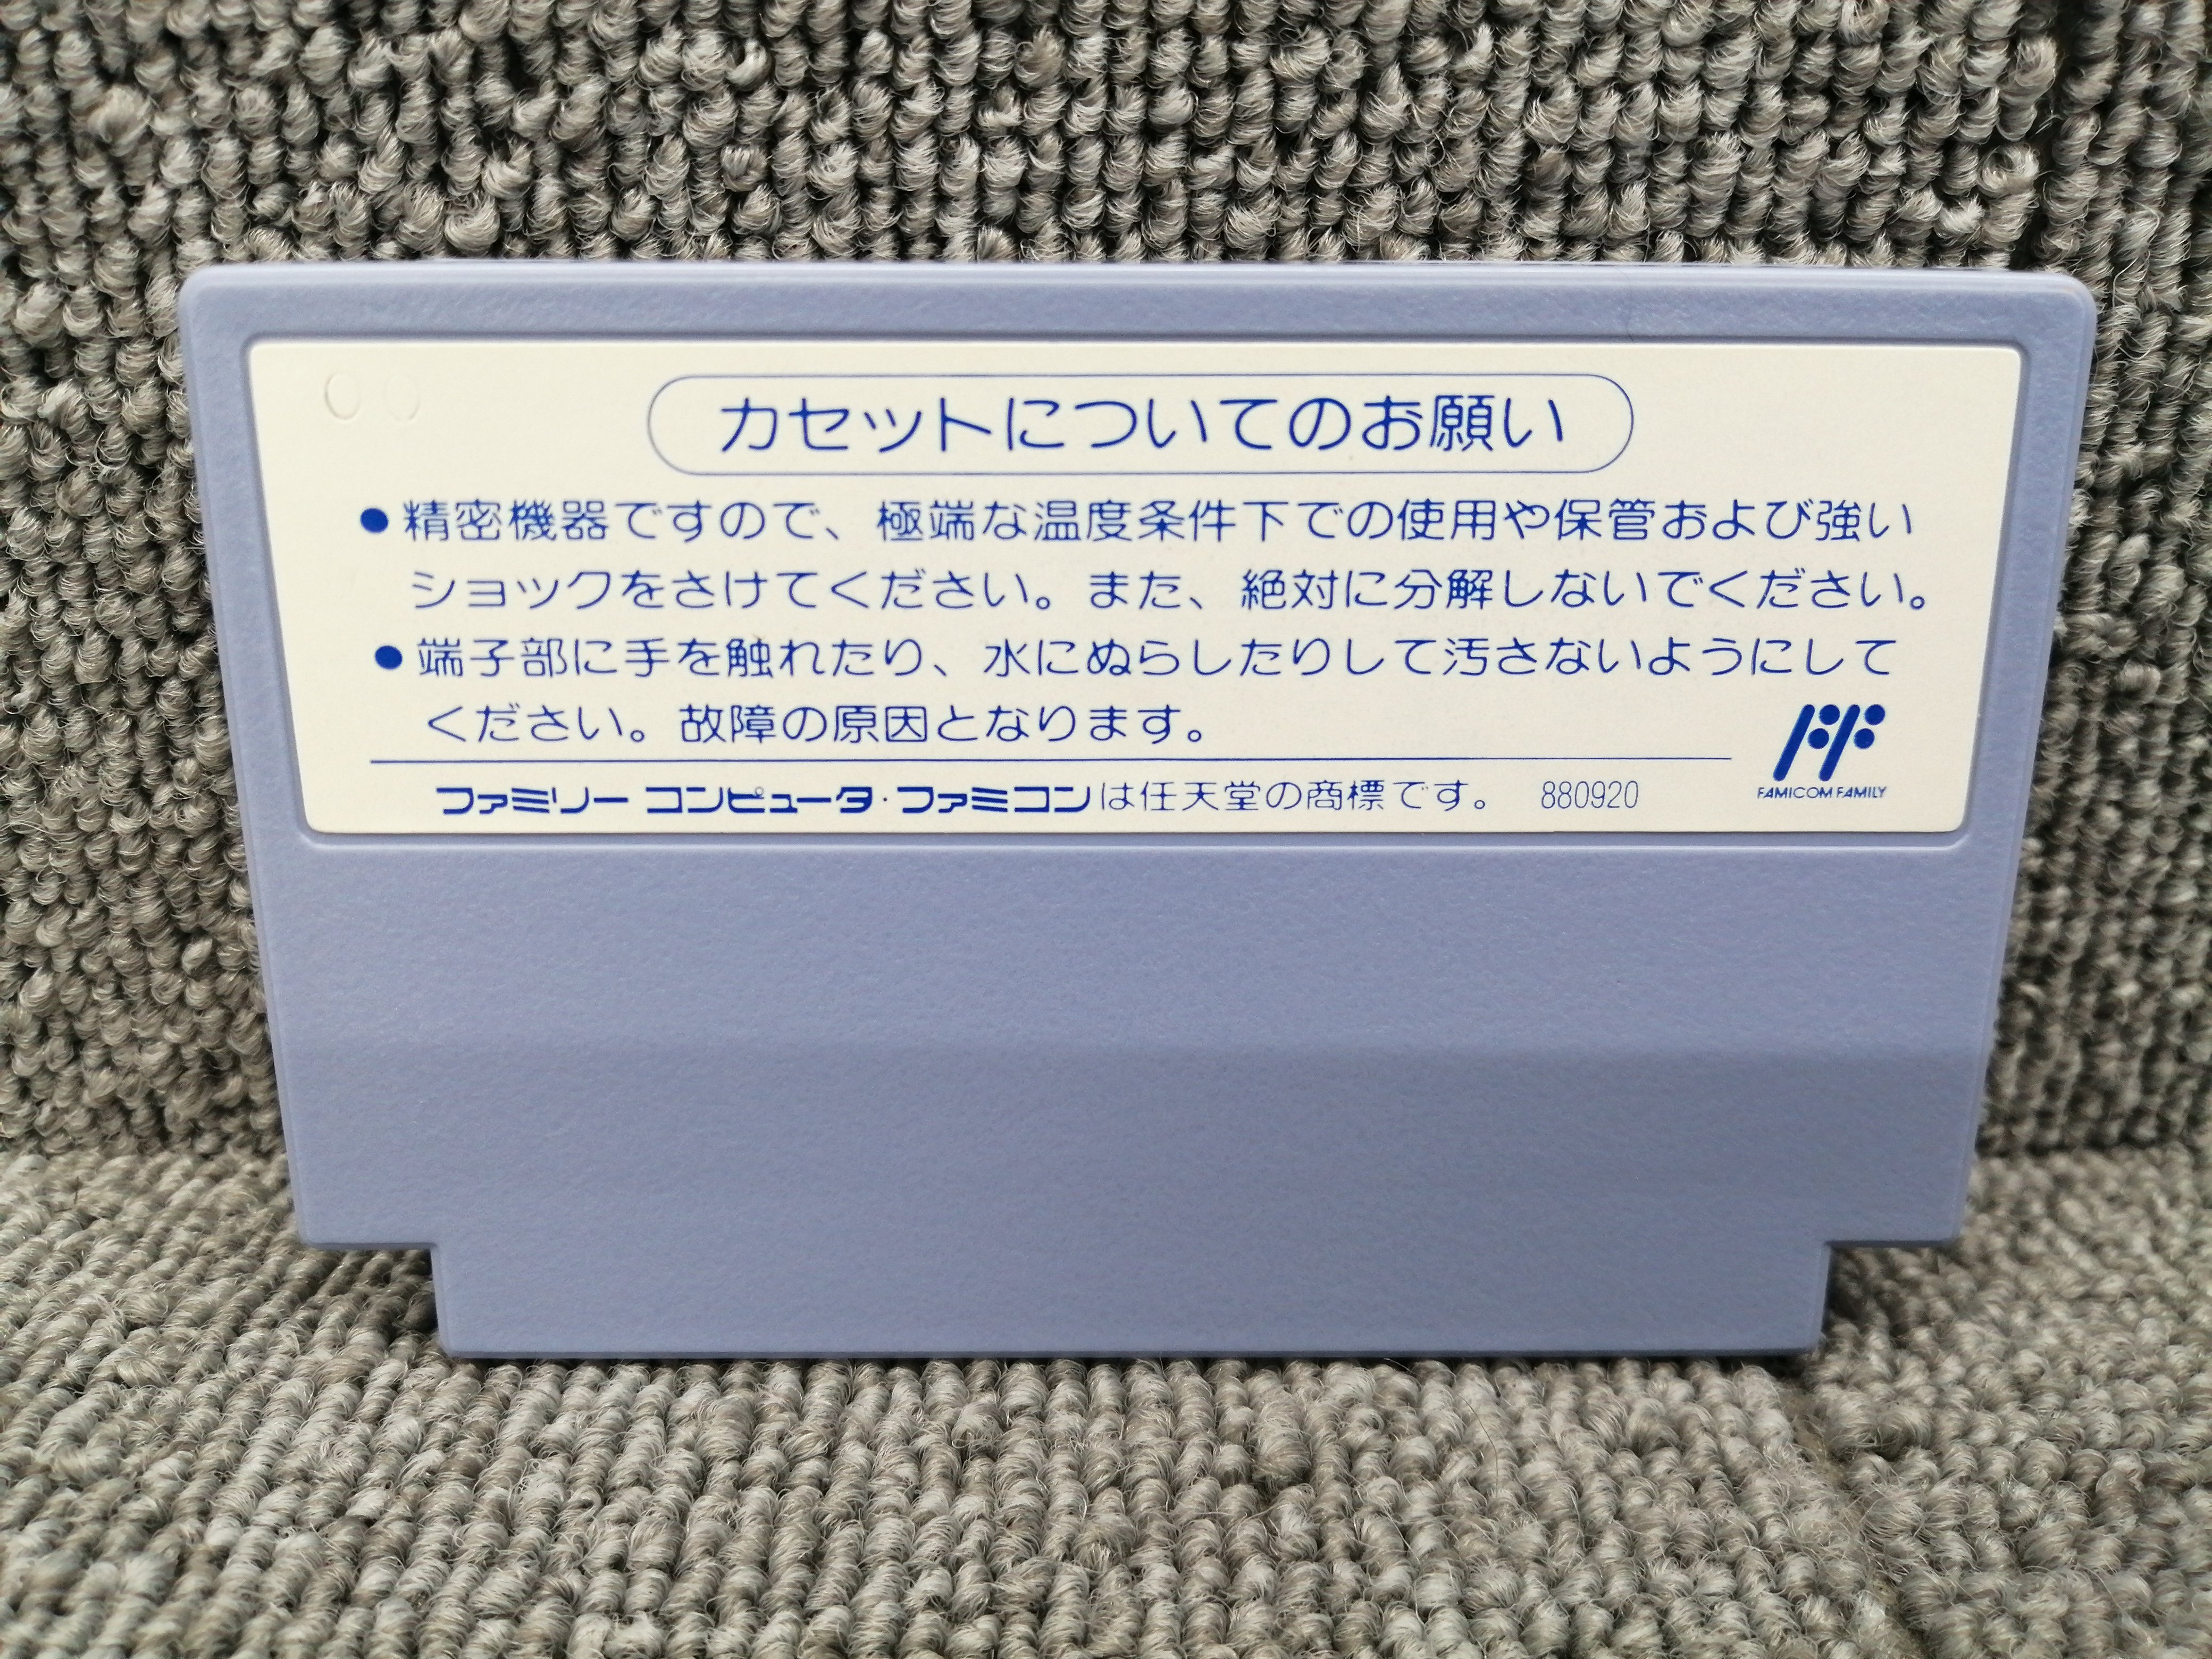 00
カセットについてのお願い
●精密機器ですので、極端な温度条件下での使用や保管および強い
ショックをさけてください。また、絶対に分解しないでください。
●端子部に手を触れたり、水にぬらしたりして汚さないようにして
ください。故障の原因となります。
ファミリー コンピュータ・ファミコンは任天堂の商標です。 880920
FAMICOM FAMILY